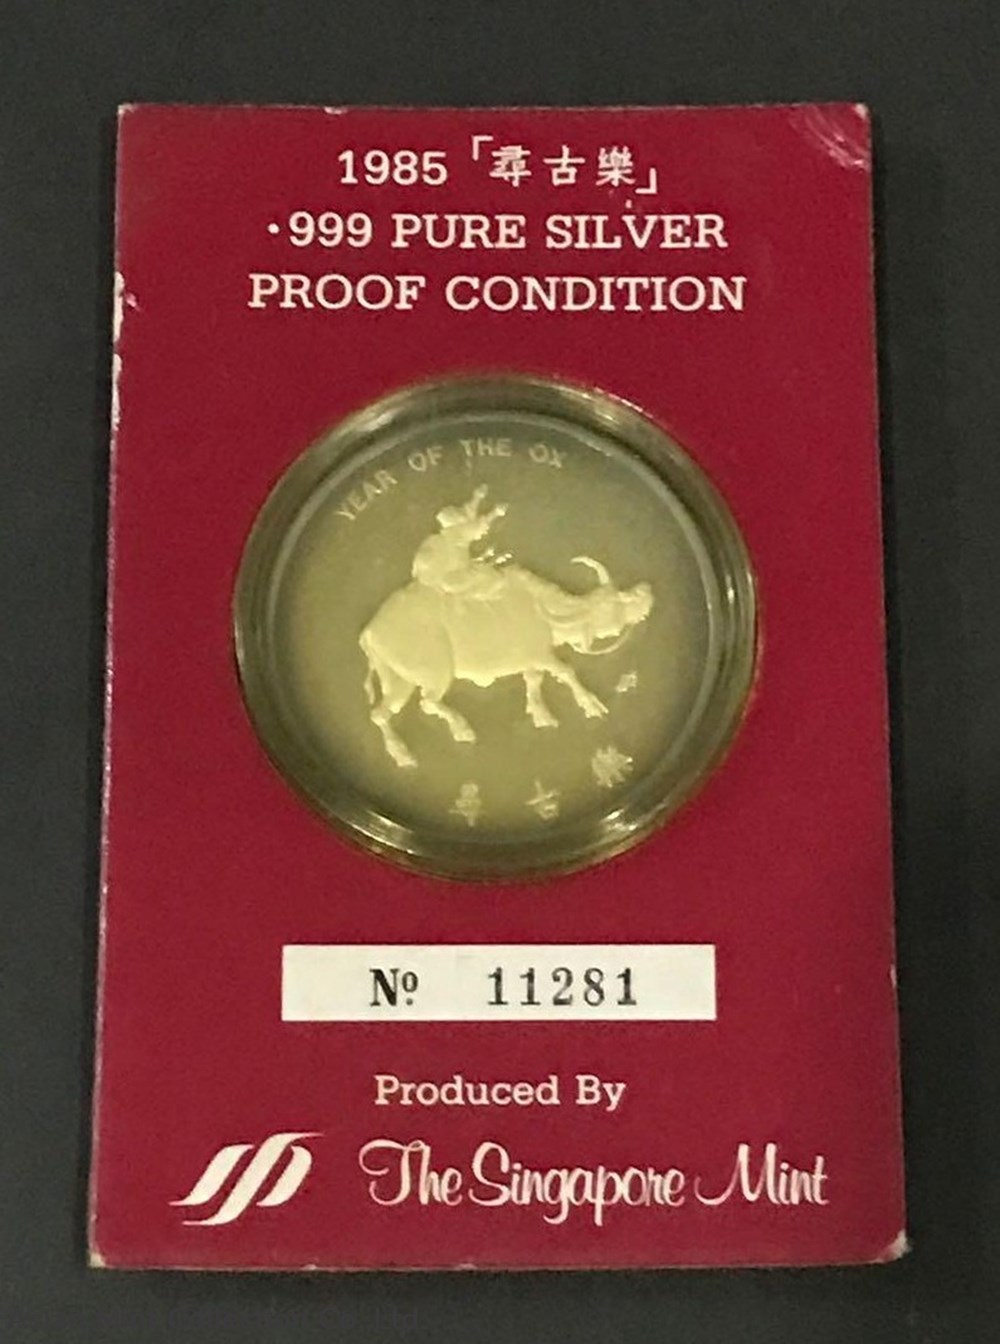 1985「尋古樂」
·999 PURE SILVER
PROOF CONDITION
YEAR OF THE OX
尋 古 樂
Nº 11281
Produced By
The Singapore Mint